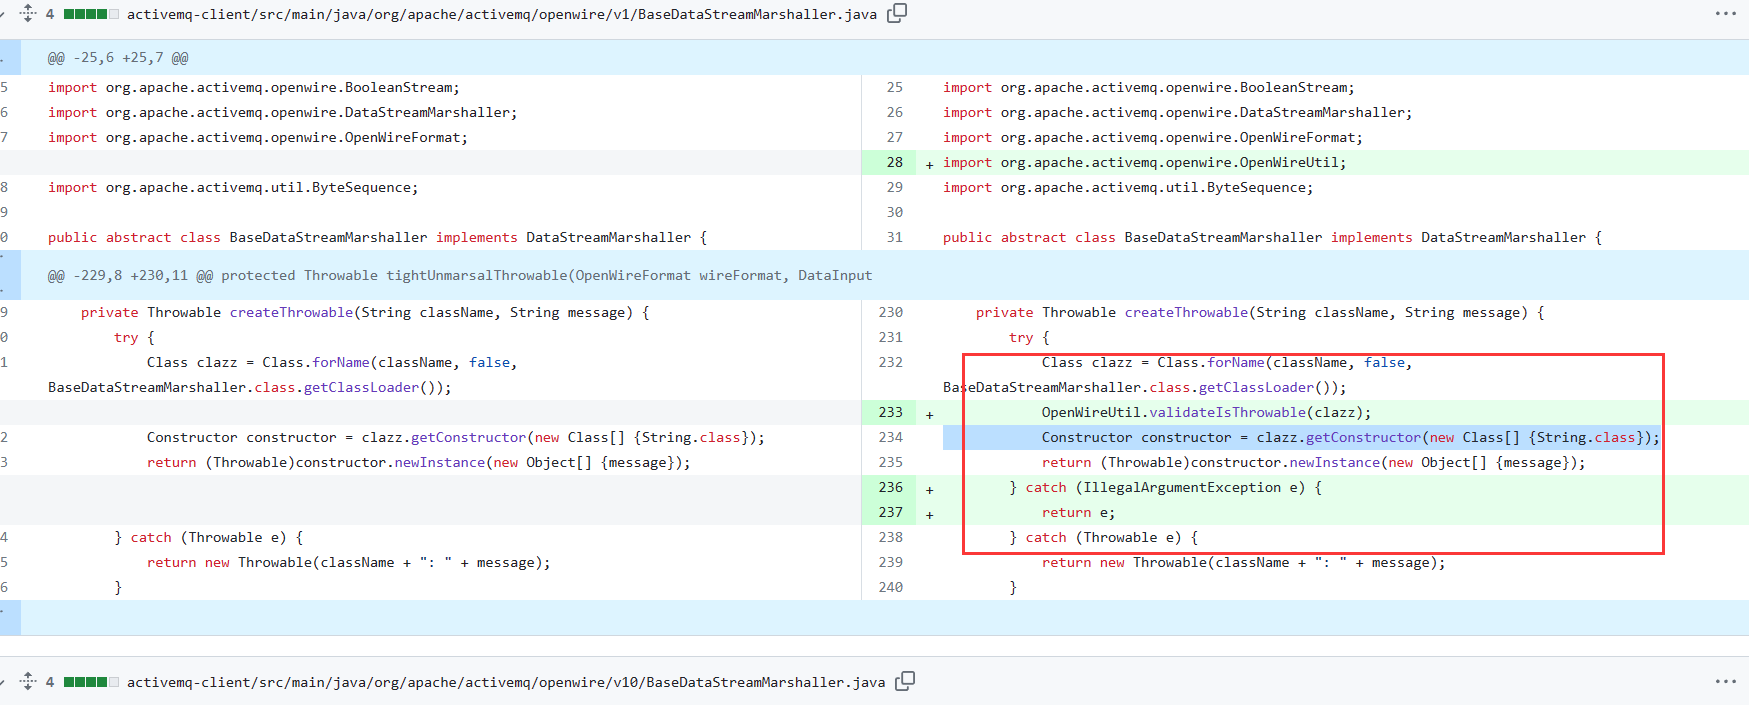 4 activemq-client/src/main/java/org/apache/activemq/openwire/v1/BaseDataStreamMarshaller.java
@@ -25,6 +25,7 @@
5 import org.apache.activemq.openwire.BooleanStream;
6 import org.apache.activemq.openwire.DataStreamMarshaller;
7 import org.apache.activemq.openwire.OpenWireFormat;
8 import org.apache.activemq.util.ByteSequence;
9
0 public abstract class BaseDataStreamMarshaller implements DataStreamMarshaller {
25 import org.apache.activemq.openwire.BooleanStream;
26 import org.apache.activemq.openwire.DataStreamMarshaller;
27 import org.apache.activemq.openwire.OpenWireFormat;
28 + import org.apache.activemq.openwire.OpenWireUtil;
29 import org.apache.activemq.util.ByteSequence;
30
31 public abstract class BaseDataStreamMarshaller implements DataStreamMarshaller {
@@ -229,8 +230,11 @@ protected Throwable tightUnmarsalThrowable(OpenWireFormat wireFormat, DataInput
9 private Throwable createThrowable(String className, String message) {
0 try {
1 Class clazz = Class.forName(className, false,
BaseDataStreamMarshaller.class.getClassLoader());
2 Constructor constructor = clazz.getConstructor(new Class[] {String.class});
3 return (Throwable)constructor.newInstance(new Object[] {message});
4 } catch (Throwable e) {
5 return new Throwable(className + ": " + message);
6 }
230 private Throwable createThrowable(String className, String message) {
231 try {
232 Class clazz = Class.forName(className, false,
BaseDataStreamMarshaller.class.getClassLoader());
233 + OpenWireUtil.validateIsThrowable(clazz);
234 Constructor constructor = clazz.getConstructor(new Class[] {String.class});
235 return (Throwable)constructor.newInstance(new Object[] {message});
236 + } catch (IllegalArgumentException e) {
237 + return e;
238 } catch (Throwable e) {
239 return new Throwable(className + ": " + message);
240 }
4 activemq-client/src/main/java/org/apache/activemq/openwire/v10/BaseDataStreamMarshaller.java